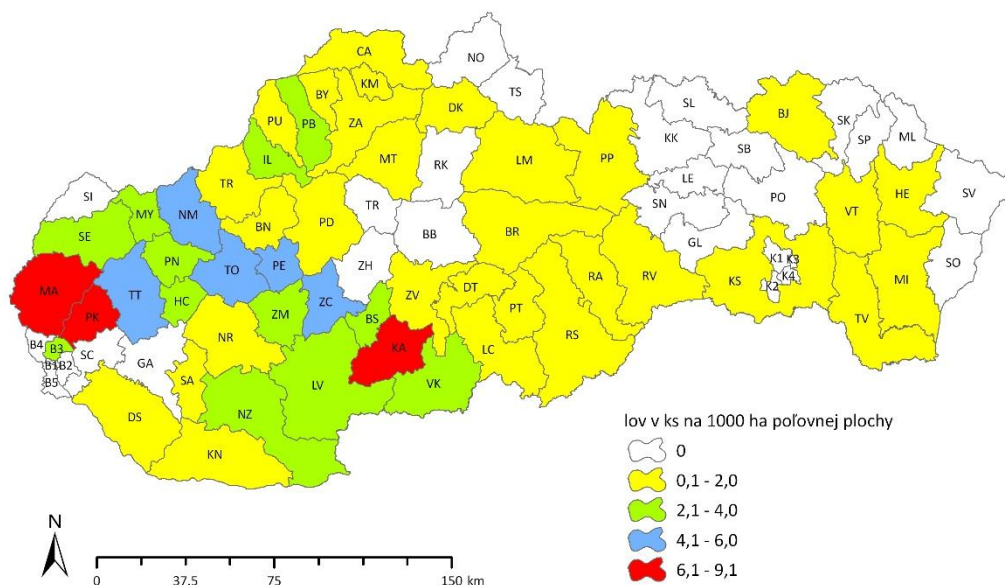 CA
NO
KM
TS
BY
PU
PB
ZA
DK
SL
BJ
SK
SP
ML
KK
SB
IL
MT
RK
LM
PP
LE
TR
SI
NM
MY
SE
BN
PD
TR
BB
BR
SN
PO
VT
HE
SV
GL
PN
TO
PE
ZH
K1
K3
K4
K2
KS
SO
MI
MA
TT
HC
ZC
ZV
DT
RA
RV
PK
ZM
BS
PT
TV
B4
B3
SC
B1
B2
GA
NR
KA
LC
RS
B5
SA
LV
VK
DS
NZ
KN
lov v ks na 1000 ha poľovnej plochy
0
0,1 - 2,0
2,1 - 4,0
4,1 - 6,0
6,1 - 9,1
N
0 37,5 75 150 km